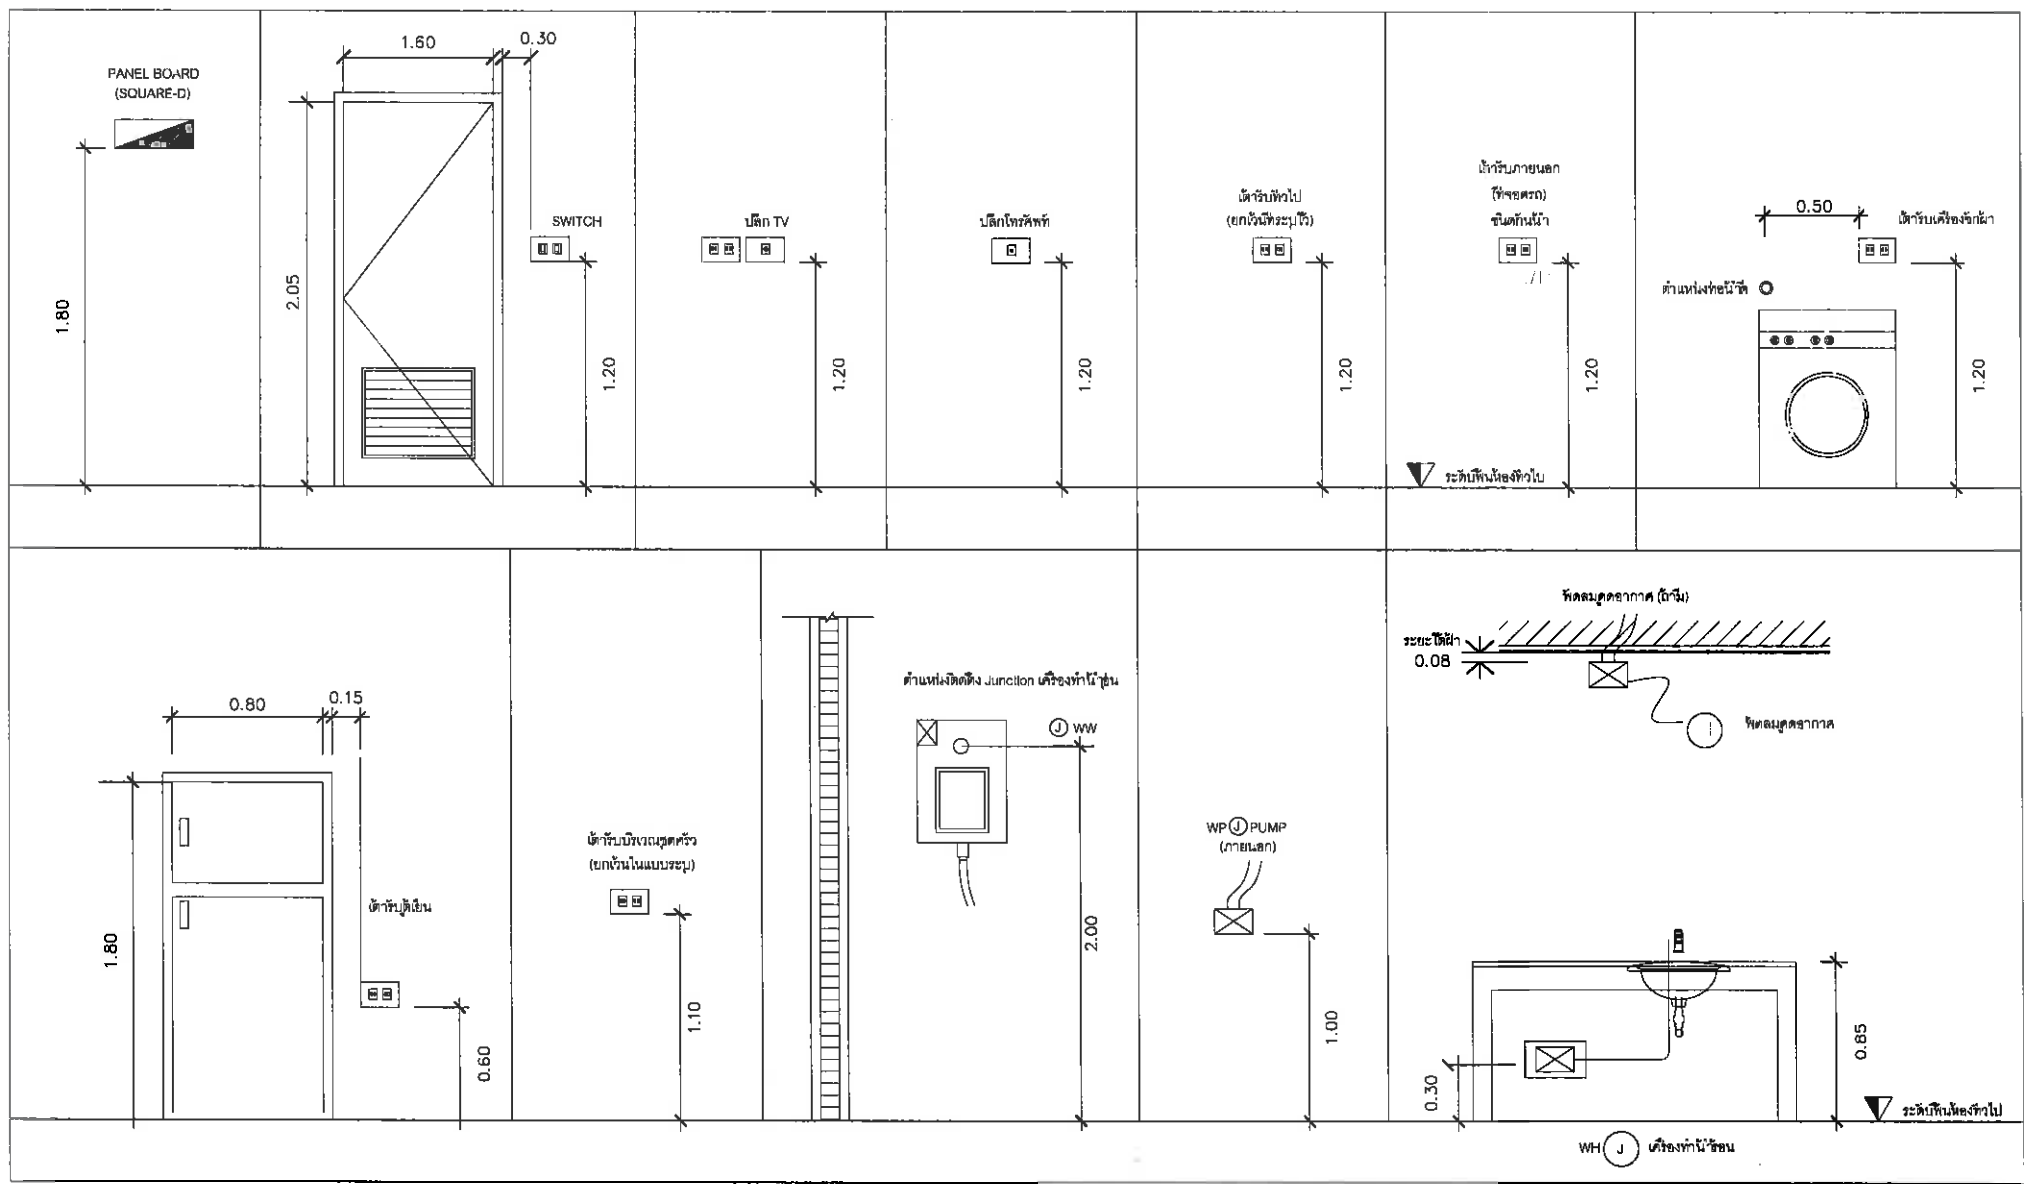 PANEL BOARD
(SQUARE-D)
1.80
1.60
0.30
2.05
SWITCH
1.20
ปลั๊ก TV
1.20
ปลั๊กโทรศัพท์
1.20
เต้ารับทั่วไป
(ยกเว้นที่ระบุไว้)
1.20
เต้ารับภายนอก
(ที่จอดรถ)
ชนิดกันน้ำ
1.20
ระดับพื้นห้องทั่วไป
0.50
เต้ารับเครื่องซักผ้า
ตำแหน่งท่อน้ำดี
1.20
0.80
0.15
1.80
เต้ารับตู้เย็น
0.60
เต้ารับบริเวณชุดครัว
(ยกเว้นในแบบระบุ)
1.10
ตำแหน่งติดตั้ง Junction เครื่องทำน้ำอุ่น
J WW
2.00
WP J PUMP
(ภายนอก)
1.00
พัดลมดูดอากาศ (ถ้ามี)
ระยะใต้ฝ้า
0.08
พัดลมดูดอากาศ
0.30
0.85
ระดับพื้นห้องทั่วไป
WH J เครื่องทำน้ำร้อน